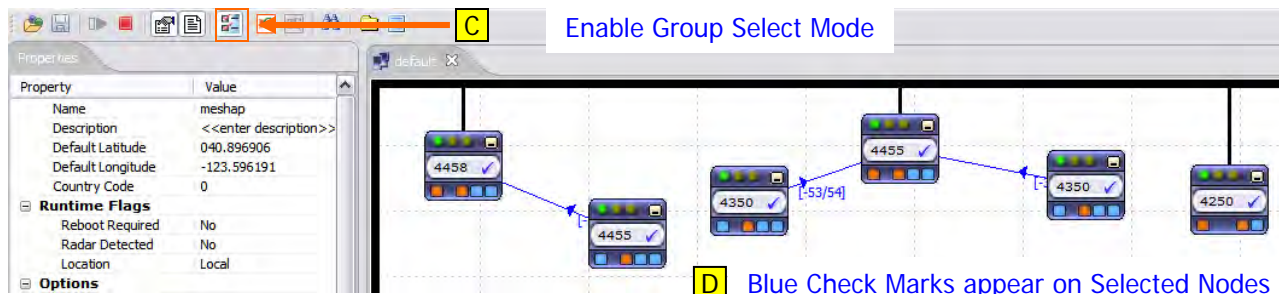 C Enable Group Select Mode
Properties
default
Property Value
Name meshap
Description <<enter description>>
Default Latitude 040.896906
Default Longitude -123.596191
Country Code 0
Runtime Flags
Reboot Required No
Radar Detected No
Location Local
Options
4458
4455
4350
[-53/54]
4455
4350
4250
D Blue Check Marks appear on Selected Nodes